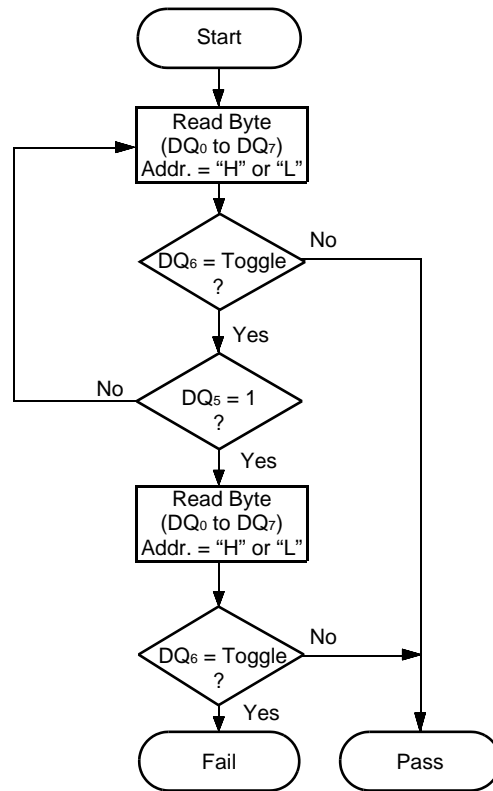 Start
Read Byte
(DQ0 to DQ7)
Addr. = “H” or “L”
No
DQ6 = Toggle
?
Yes
No
DQ5 = 1
?
Yes
Read Byte
(DQ0 to DQ7)
Addr. = “H” or “L”
No
DQ6 = Toggle
?
Yes
Fail
Pass